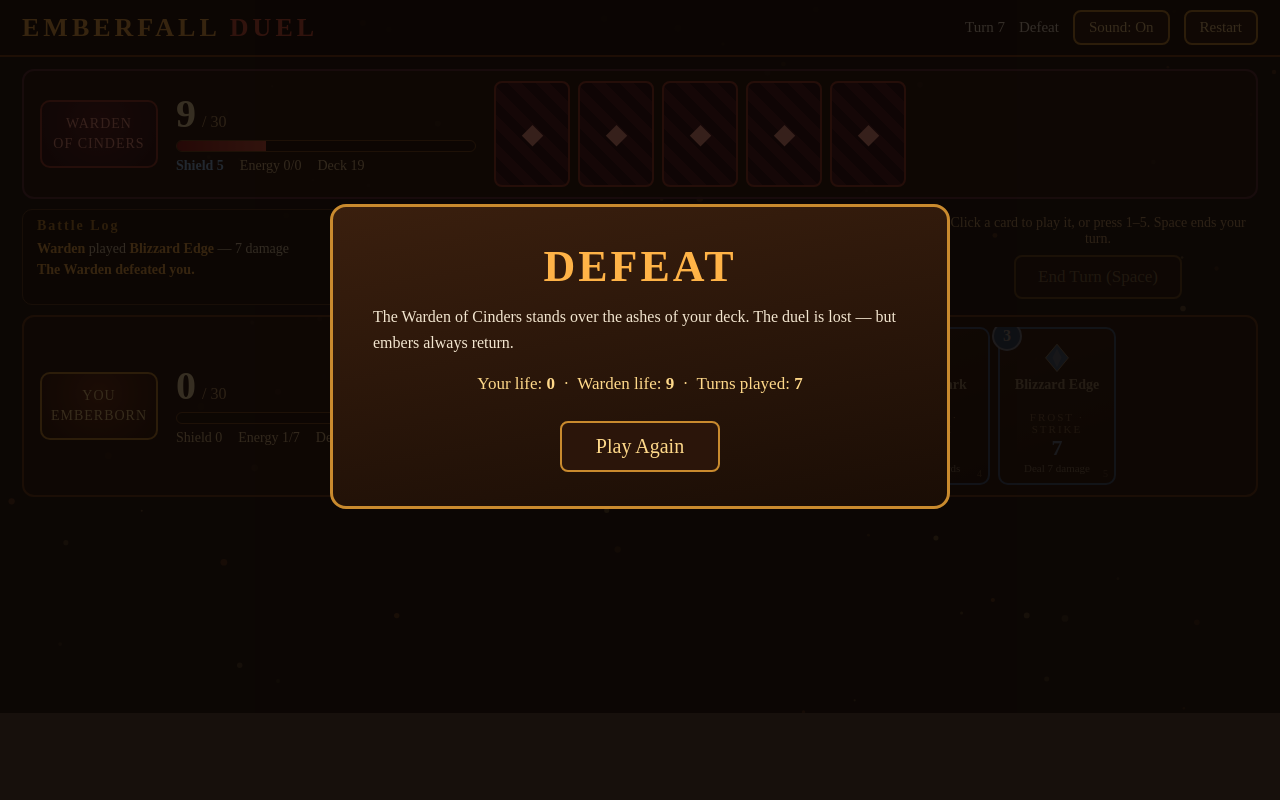 EMBERFALL DUEL
Turn 7 Defeat Sound: On Restart
WARDEN
OF CINDERS
9 / 30
Shield 5 Energy 0/0 Deck 19
Battle Log
Warden played Blizzard Edge — 7 damage
The Warden defeated you.
Click a card to play it, or press 1–5. Space ends your
turn.
End Turn (Space)
DEFEAT
The Warden of Cinders stands over the ashes of your deck. The duel is lost — but
embers always return.
Your life: 0 · Warden life: 9 · Turns played: 7
Play Again
YOU
EMBERBORN
0 / 30
Shield 0 Energy 1/7
3
Blizzard Edge
FROST
STRIKE
7
Deal 7 damage